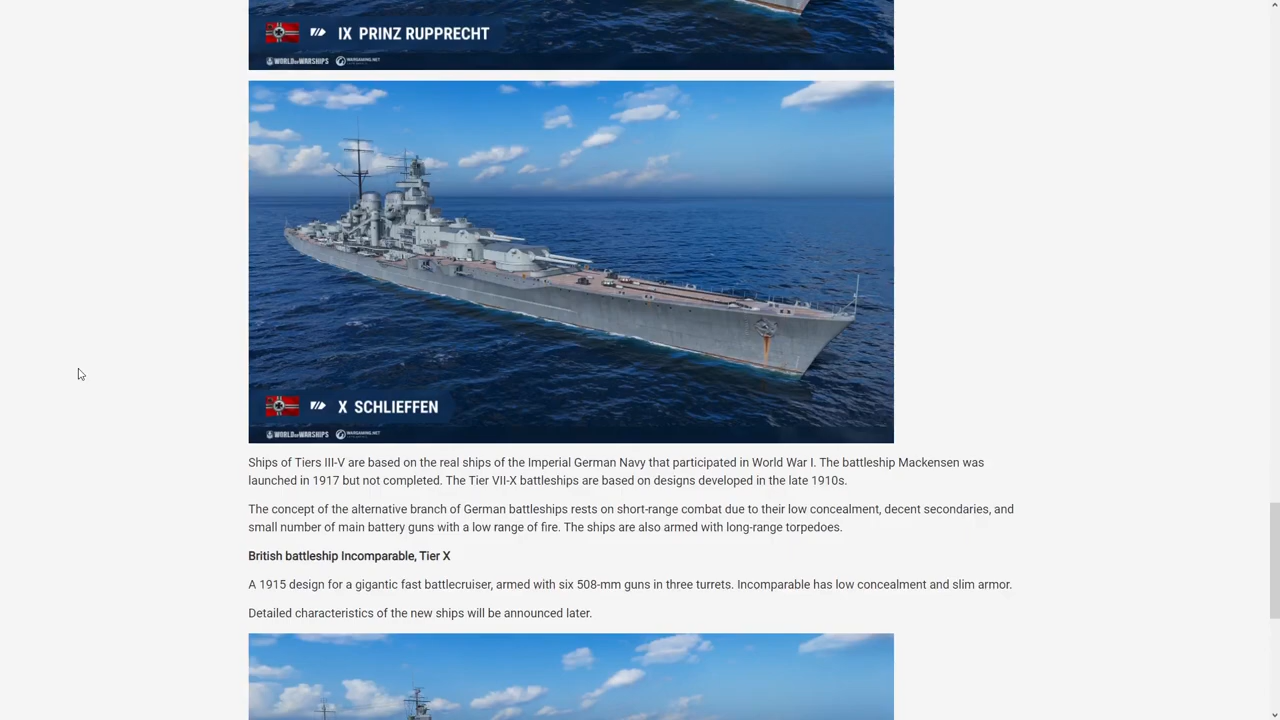 IX PRINZ RUPPRECHT
WORLD OF WARSHIPS WARGAMING.NET
X SCHLIEFFEN
WORLD OF WARSHIPS WARGAMING.NET
Ships of Tiers III-V are based on the real ships of the Imperial German Navy that participated in World War I. The battleship Mackensen was
launched in 1917 but not completed. The Tier VII-X battleships are based on designs developed in the late 1910s.
The concept of the alternative branch of German battleships rests on short-range combat due to their low concealment, decent secondaries, and
small number of main battery guns with a low range of fire. The ships are also armed with long-range torpedoes.
British battleship Incomparable, Tier X
A 1915 design for a gigantic fast battlecruiser, armed with six 508-mm guns in three turrets. Incomparable has low concealment and slim armor.
Detailed characteristics of the new ships will be announced later.